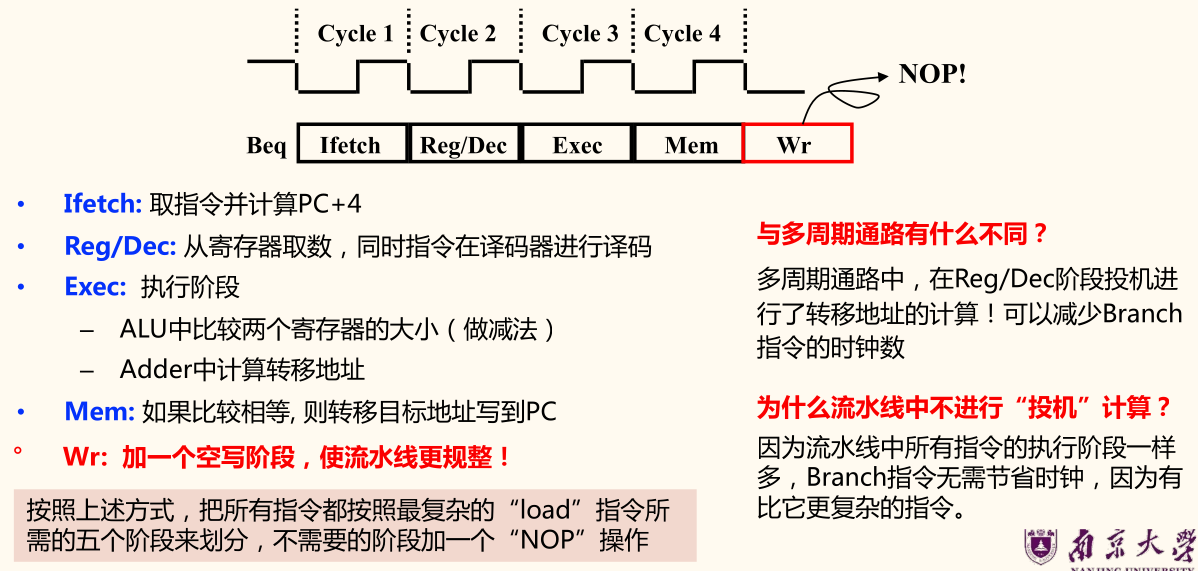 Cycle 1 Cycle 2 Cycle 3 Cycle 4
NOP!
Beq Ifetch Reg/Dec Exec Mem Wr
• Ifetch: 取指令并计算PC+4
• Reg/Dec: 从寄存器取数，同时指令在译码器进行译码
• Exec: 执行阶段
– ALU中比较两个寄存器的大小（做减法）
– Adder中计算转移地址
• Mem: 如果比较相等, 则转移目标地址写到PC
° Wr: 加一个空写阶段，使流水线更规整！
按照上述方式，把所有指令都按照最复杂的“load”指令所
需的五个阶段来划分，不需要的阶段加一个“NOP”操作
与多周期通路有什么不同？
多周期通路中，在Reg/Dec阶段投机进
行了转移地址的计算！可以减少Branch
指令的时钟数
为什么流水线中不进行“投机”计算？
因为流水线中所有指令的执行阶段一样
多，Branch指令无需节省时钟，因为有
比它更复杂的指令。
南京大学
NANJING UNIVERSITY